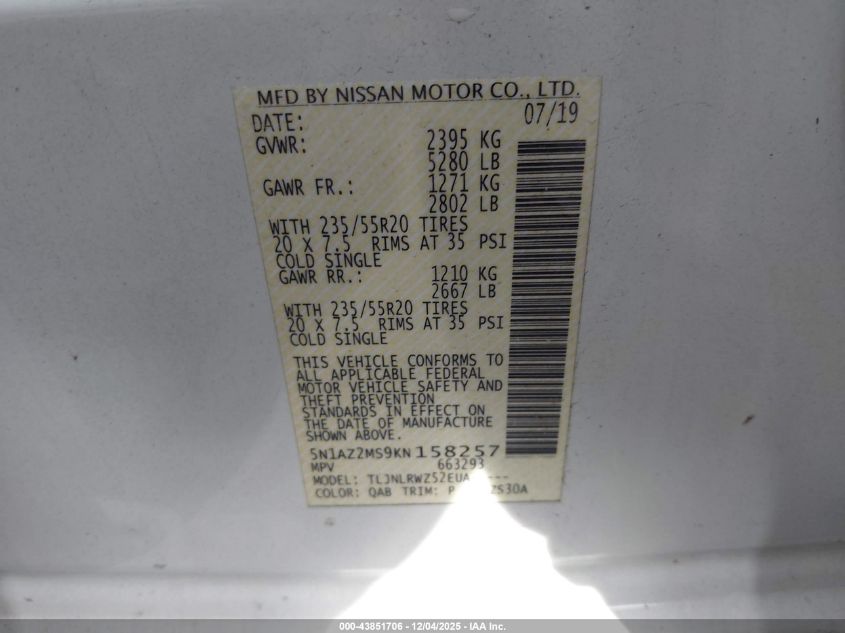 MFD BY NISSAN MOTOR CO., LTD.
DATE: 07/19
GVWR: 2395 KG
5280 LB
GAWR FR.: 1271 KG
2802 LB
WITH 235/55R20 TIRES
20 X 7.5 RIMS AT 35 PSI
COLD SINGLE
GAWR RR.: 1210 KG
2667 LB
WITH 235/55R20 TIRES
20 X 7.5 RIMS AT 35 PSI
COLD SINGLE
THIS VEHICLE CONFORMS TO
ALL APPLICABLE FEDERAL
MOTOR VEHICLE SAFETY AND
THEFT PREVENTION
STANDARDS IN EFFECT ON
THE DATE OF MANUFACTURE
SHOWN ABOVE.
5N1AZ2MS9KN158257
MPV 663293
MODEL: TLJNLRWZ52EUA
COLOR: QAB TRIM:
000-43851706 - 12/04/2025 - IAA Inc.